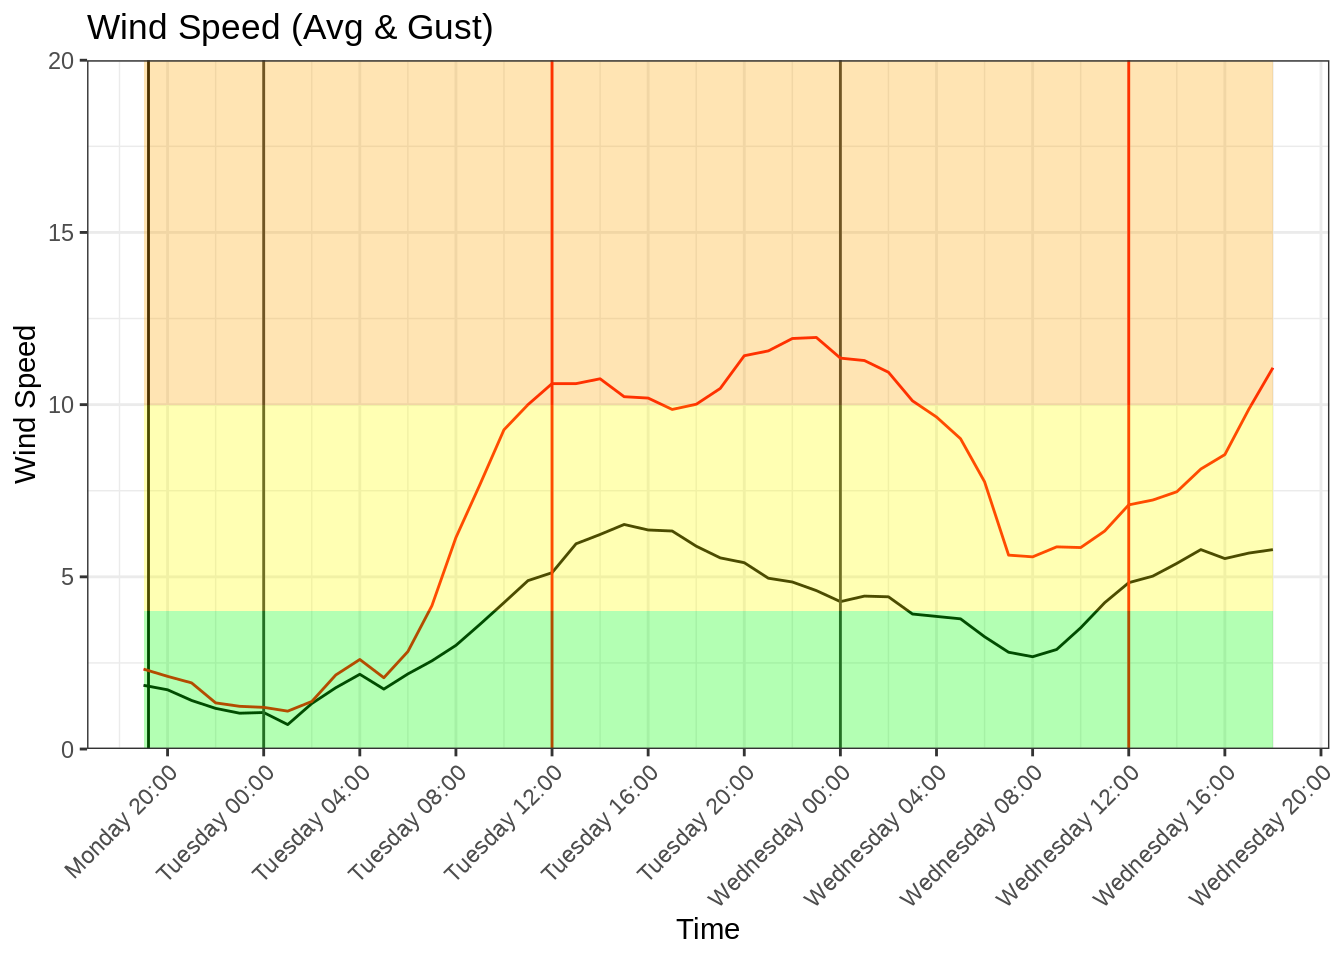 Wind Speed (Avg & Gust)
Wind Speed
20
15
10
5
0
Monday 20:00
Tuesday 00:00
Tuesday 04:00
Tuesday 08:00
Tuesday 12:00
Tuesday 16:00
Tuesday 20:00
Wednesday 00:00
Wednesday 04:00
Wednesday 08:00
Wednesday 12:00
Wednesday 16:00
Wednesday 20:00
Time